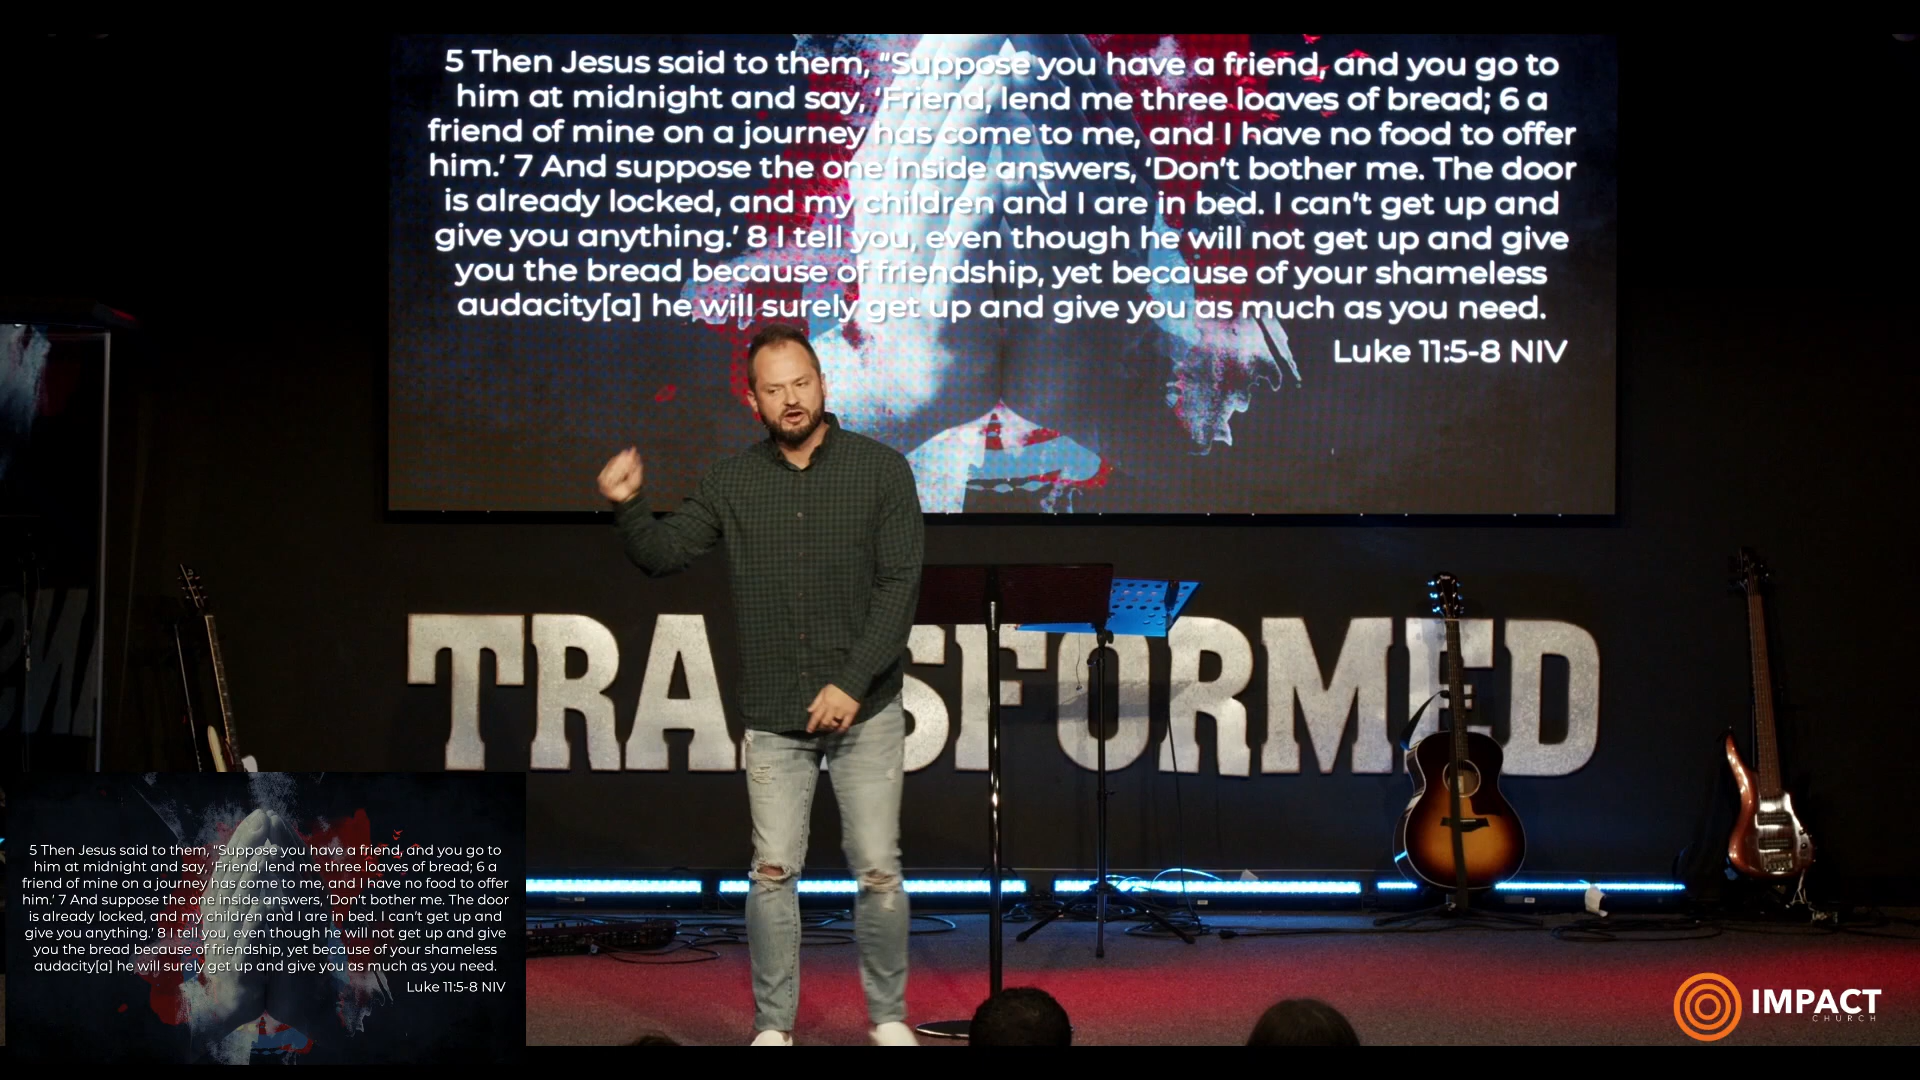 5 Then Jesus said to them, “Suppose you have a friend, and you go to
him at midnight and say, ‘Friend, lend me three loaves of bread; 6 a
friend of mine on a journey has come to me, and I have no food to offer
him.’ 7 And suppose the one inside answers, ‘Don’t bother me. The door
is already locked, and my children and I are in bed. I can’t get up and
give you anything.’ 8 I tell you, even though he will not get up and give
you the bread because of friendship, yet because of your shameless
audacity[a] he will surely get up and give you as much as you need.
Luke 11:5-8 NIV
TRANSFORMED
5 Then Jesus said to them, “Suppose you have a friend, and you go to
him at midnight and say, ‘Friend, lend me three loaves of bread; 6 a
friend of mine on a journey has come to me, and I have no food to offer
him.’ 7 And suppose the one inside answers, ‘Don’t bother me. The door
is already locked, and my children and I are in bed. I can’t get up and
give you anything.’ 8 I tell you, even though he will not get up and give
you the bread because of friendship, yet because of your shameless
audacity[a] he will surely get up and give you as much as you need.
Luke 11:5-8 NIV
IMPACT
CHURCH